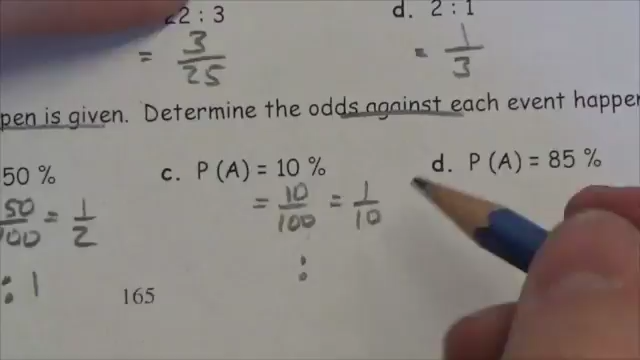 22 : 3
d. 2 : 1
= 3/25
= 1/3
pen is given. Determine the odds against each event happen
50 %
c. P (A) = 10 %
d. P (A) = 85 %
50/100 = 1/2
= 10/100 = 1/10
: 1
:
165